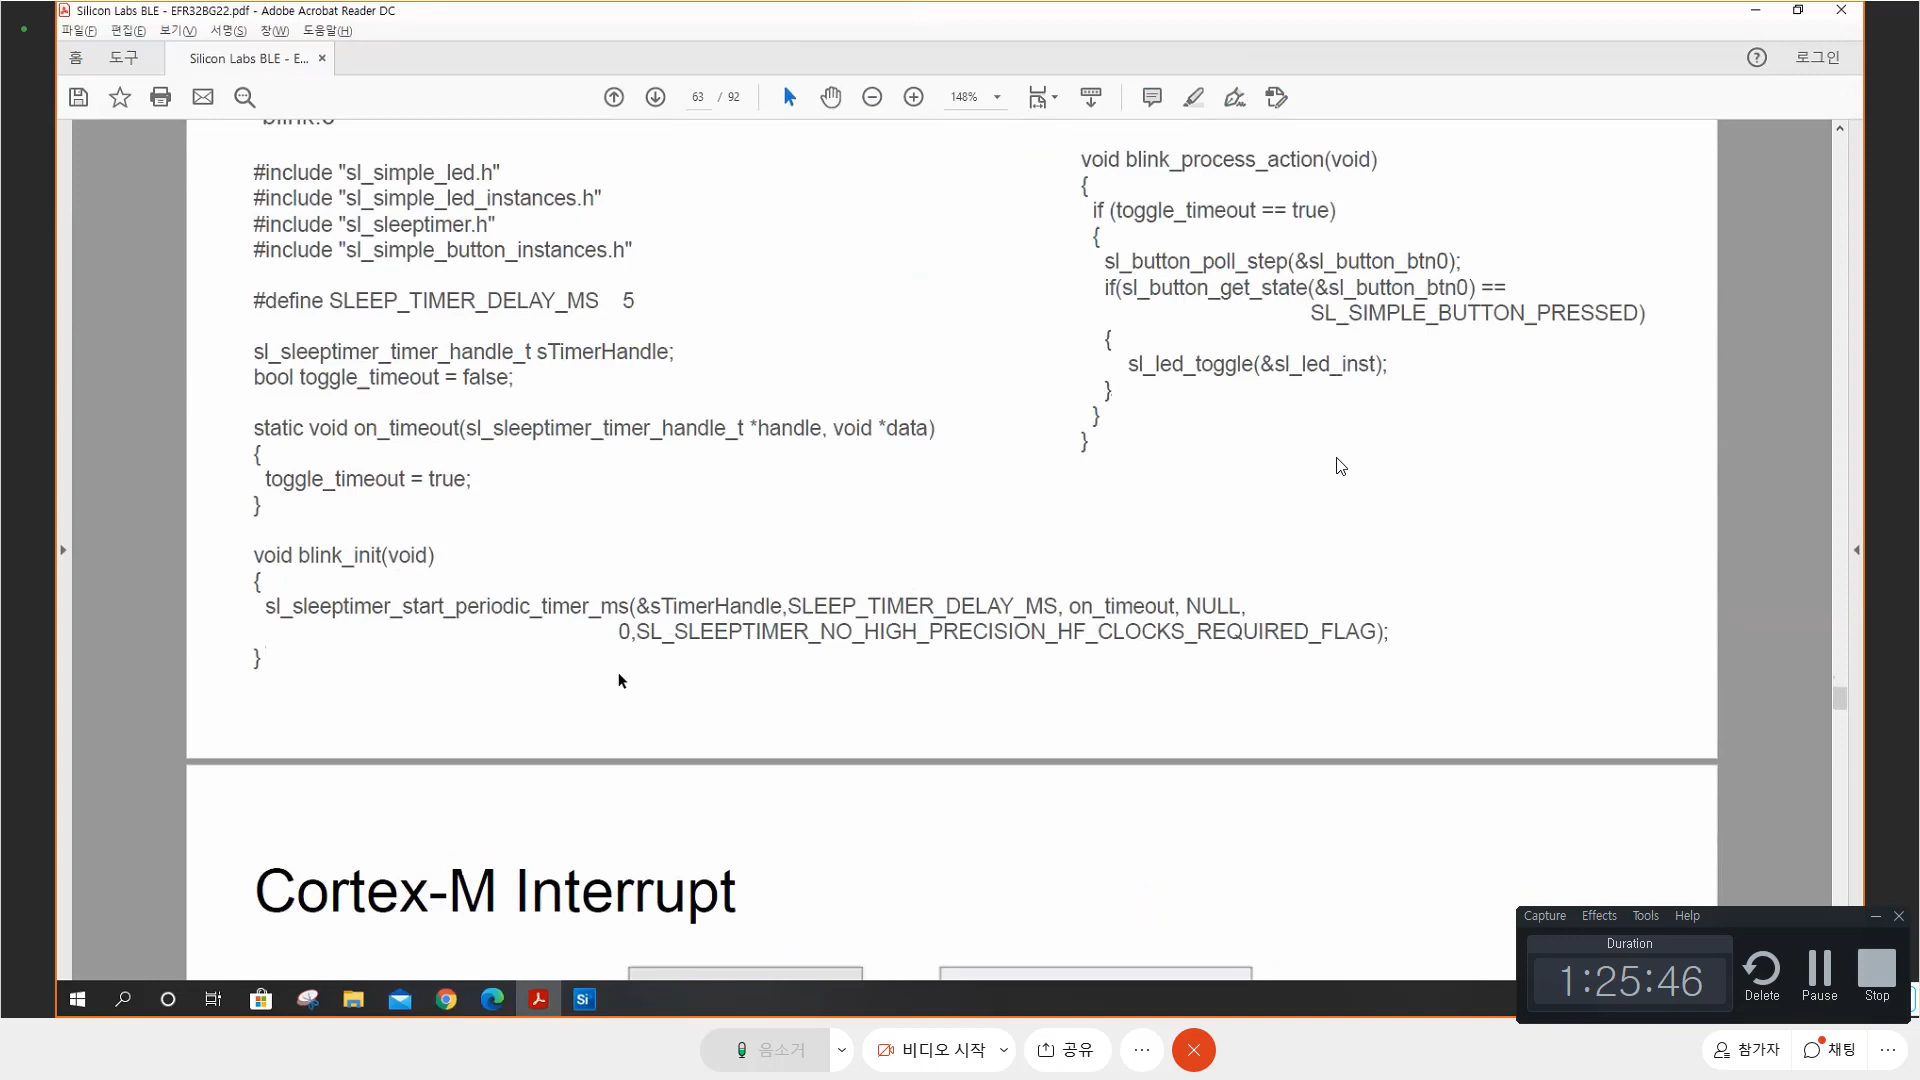 Silicon Labs BLE - EFR32BG22.pdf - Adobe Acrobat Reader DC
파일(F) 편집(E) 보기(V) 서명(S) 창(W) 도움말(H)
홈 도구 Silicon Labs BLE - E... × 로그인
63 / 92 148%
blink.c
#include "sl_simple_led.h"
#include "sl_simple_led_instances.h"
#include "sl_sleeptimer.h"
#include "sl_simple_button_instances.h"
#define SLEEP_TIMER_DELAY_MS 5
sl_sleeptimer_timer_handle_t sTimerHandle;
bool toggle_timeout = false;
static void on_timeout(sl_sleeptimer_timer_handle_t *handle, void *data)
{
toggle_timeout = true;
}
void blink_init(void)
{
sl_sleeptimer_start_periodic_timer_ms(&sTimerHandle,SLEEP_TIMER_DELAY_MS, on_timeout, NULL,
0,SL_SLEEPTIMER_NO_HIGH_PRECISION_HF_CLOCKS_REQUIRED_FLAG);
}
void blink_process_action(void)
{
if (toggle_timeout == true)
{
sl_button_poll_step(&sl_button_btn0);
if(sl_button_get_state(&sl_button_btn0) ==
SL_SIMPLE_BUTTON_PRESSED)
{
sl_led_toggle(&sl_led_inst);
}
}
}
Cortex-M Interrupt
Capture Effects Tools Help
Duration
1:25:46
Delete Pause Stop
Si
음소거 비디오 시작 공유 ... 참가자 채팅 ...